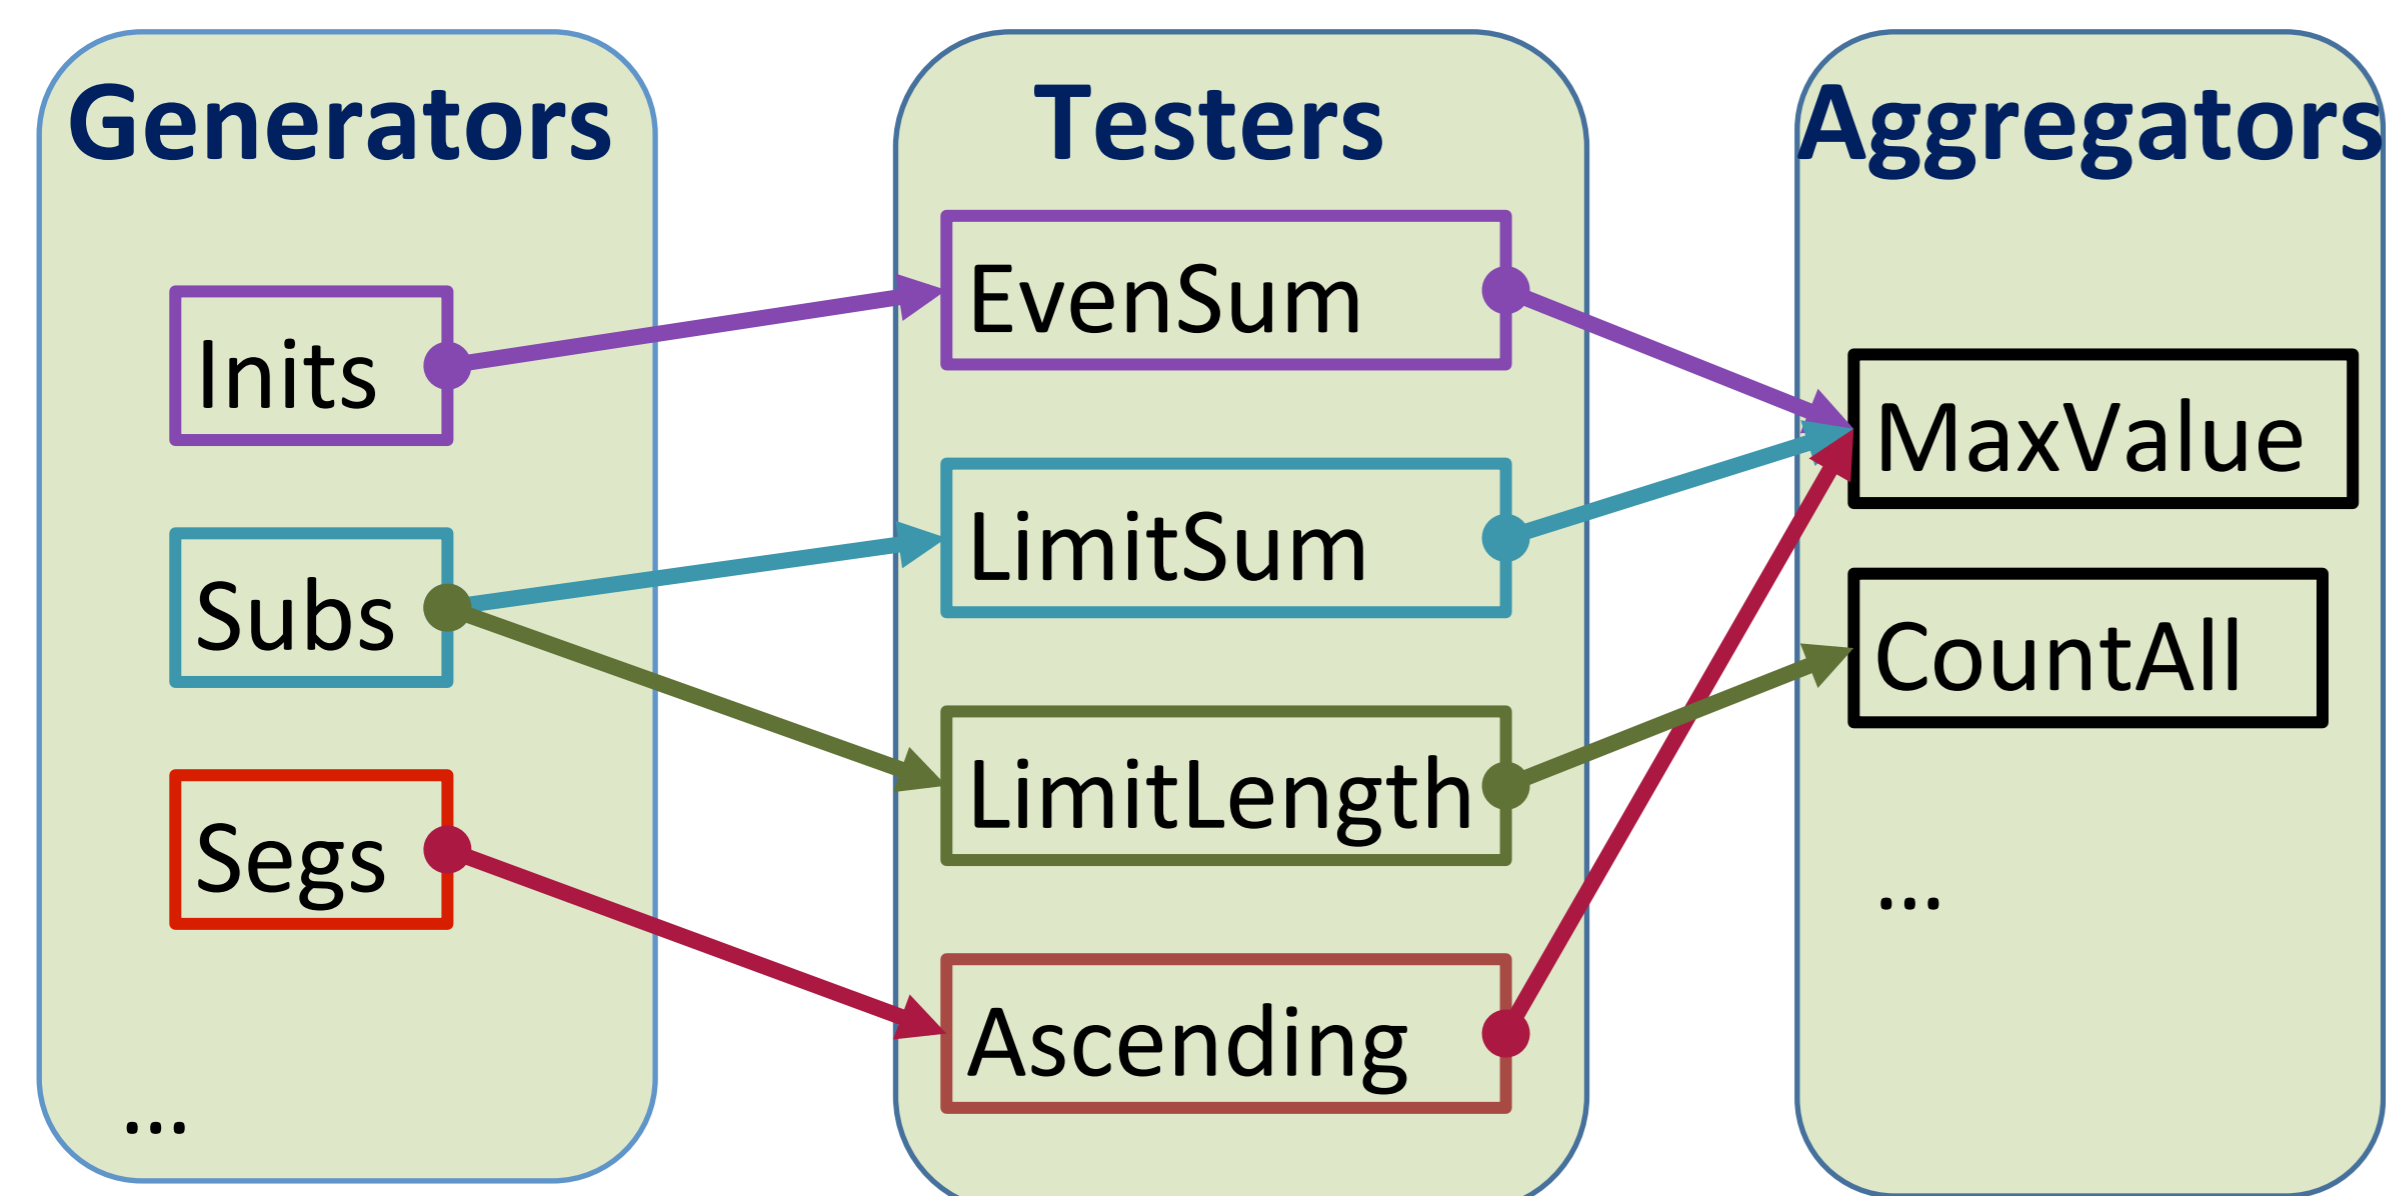 Generators
Inits
Subs
Segs
...
Testers
EvenSum
LimitSum
LimitLength
Ascending
Aggregators
MaxValue
CountAll
...